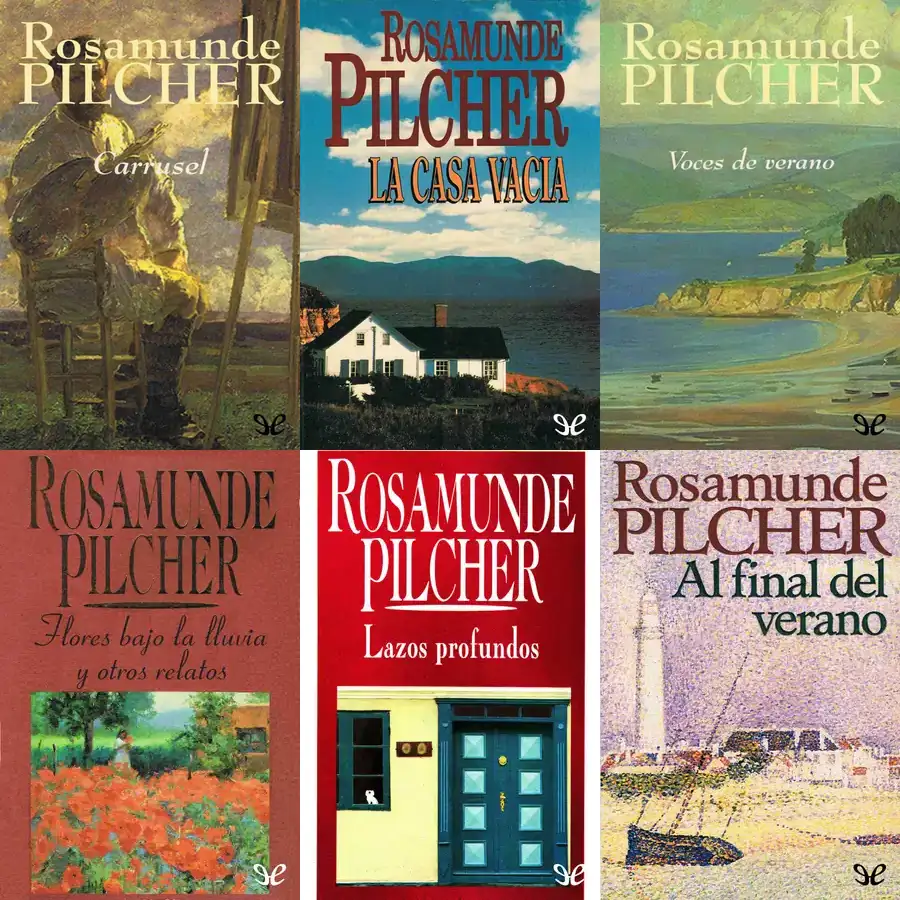 Rosamunde
PILCHER
Carrusel
ROSAMUNDE
PILCHER
LA CASA VACIA
Rosamunde
PILCHER
Voces de verano
ROSAMUNDE
PILCHER
Flores bajo la lluvia
y otros relatos
ROSAMUNDE
PILCHER
Lazos profundos
Rosamunde
PILCHER
Al final del
verano